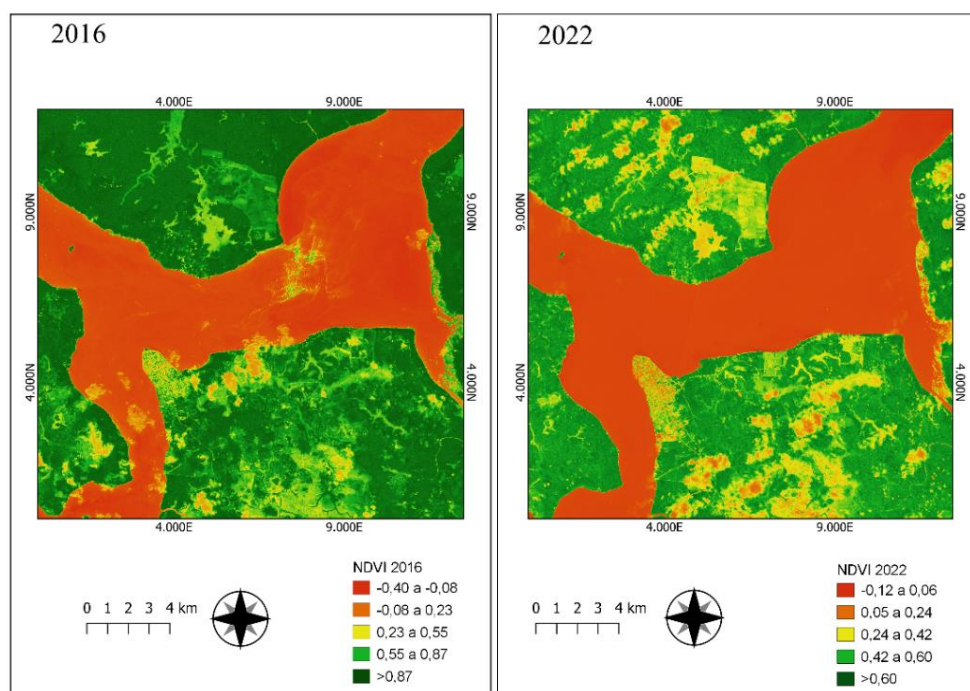 2016
4.000E 9.000E
9.000N
9.000N
4.000N
4.000N
4.000E 9.000E
0 1 2 3 4 km
NDVI 2016
-0,40 a -0,08
-0,08 a 0,23
0,23 a 0,55
0,55 a 0,87
>0,87
2022
4.000E 9.000E
9.000N
9.000N
4.000N
4.000N
4.000E 9.000E
0 1 2 3 4 km
NDVI 2022
-0,12 a 0,06
0,05 a 0,24
0,24 a 0,42
0,42 a 0,60
>0,60